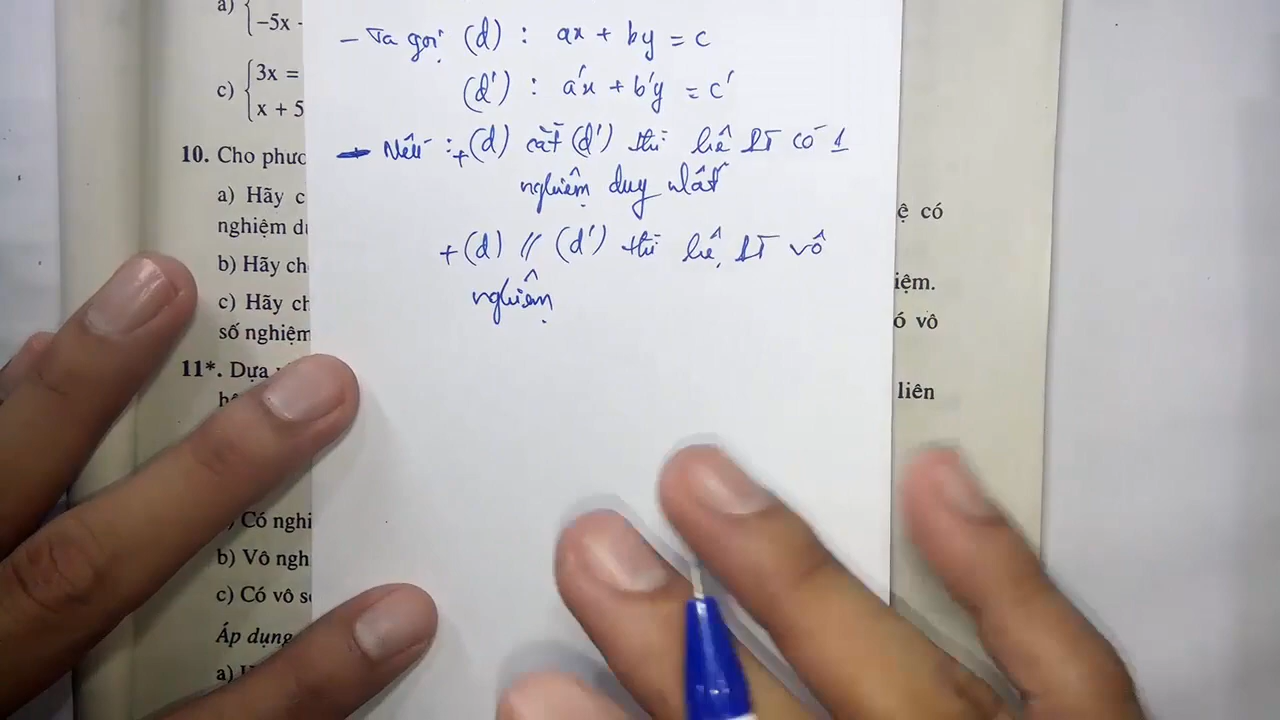 a) { −5x
c) { 3x =
x + 5
10. Cho phươ
a) Hãy c
nghiệm d
b) Hãy ch
c) Hãy ch
số nghiệm
11*. Dựa
Có nghi
b) Vô ngh
c) Có vô s
Áp dụng
a)
- Ta gọi (d) : ax + by = c
(d') : a'x + b'y = c'
Nếu : + (d) cắt (d') thì hệ PT có 1
nghiệm duy nhất
+ (d) // (d') thì hệ PT vô
nghiệm
ệ có
iệm.
ó vô
liên